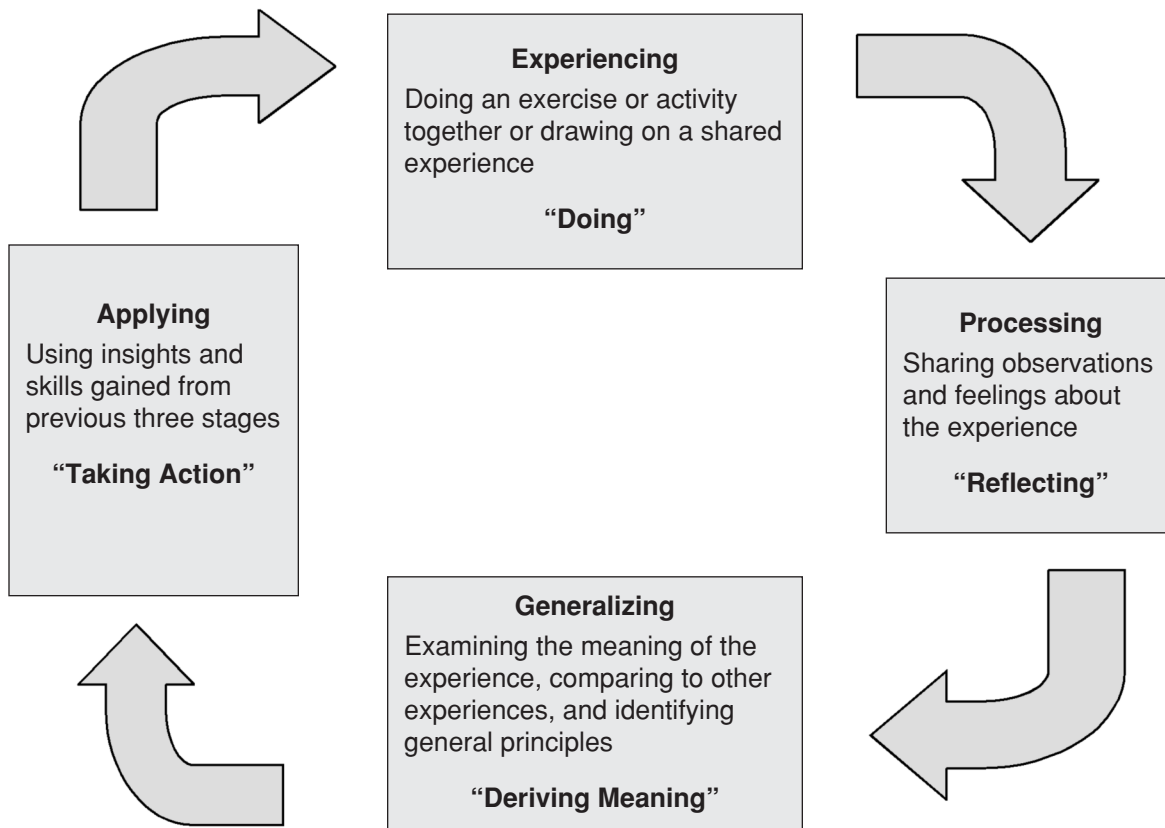 Experiencing
Doing an exercise or activity
together or drawing on a shared
experience
“Doing”
Processing
Sharing observations
and feelings about
the experience
“Reflecting”
Generalizing
Examining the meaning of the
experience, comparing to other
experiences, and identifying
general principles
“Deriving Meaning”
Applying
Using insights and
skills gained from
previous three stages
“Taking Action”